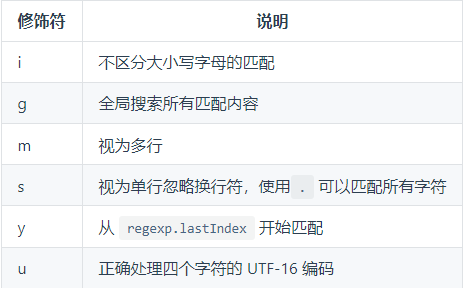 修饰符 说明
i 不区分大小写字母的匹配
g 全局搜索所有匹配内容
m 视为多行
s 视为单行忽略换行符，使用 . 可以匹配所有字符
y 从 regexp.lastIndex 开始匹配
u 正确处理四个字符的 UTF-16 编码